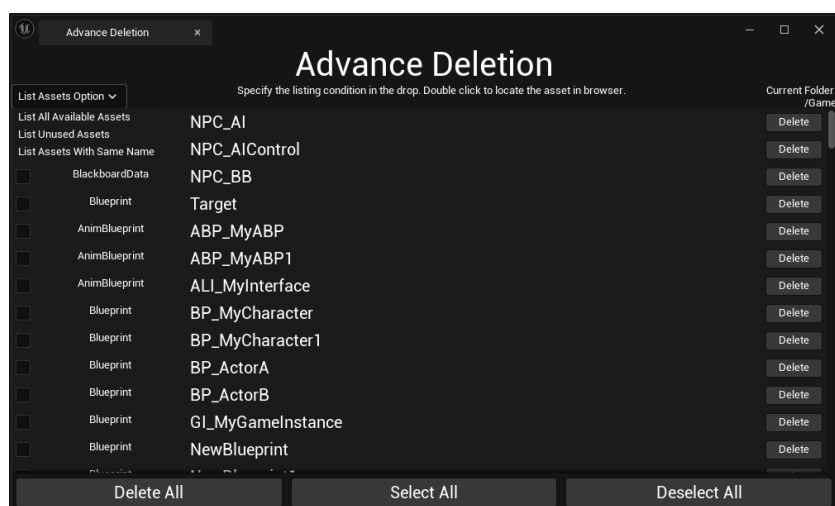 Advance Deletion
Advance Deletion
Specify the listing condition in the drop. Double click to locate the asset in browser.
List Assets Option
Current Folder
/Game
List All Available Assets
List Unused Assets
List Assets With Same Name
NPC_AI Delete
NPC_AIControl Delete
BlackboardData NPC_BB Delete
Blueprint Target Delete
AnimBlueprint ABP_MyABP Delete
AnimBlueprint ABP_MyABP1 Delete
AnimBlueprint ALI_MyInterface Delete
Blueprint BP_MyCharacter Delete
Blueprint BP_MyCharacter1 Delete
Blueprint BP_ActorA Delete
Blueprint BP_ActorB Delete
Blueprint GI_MyGameInstance Delete
Blueprint NewBlueprint Delete
Delete All Select All Deselect All